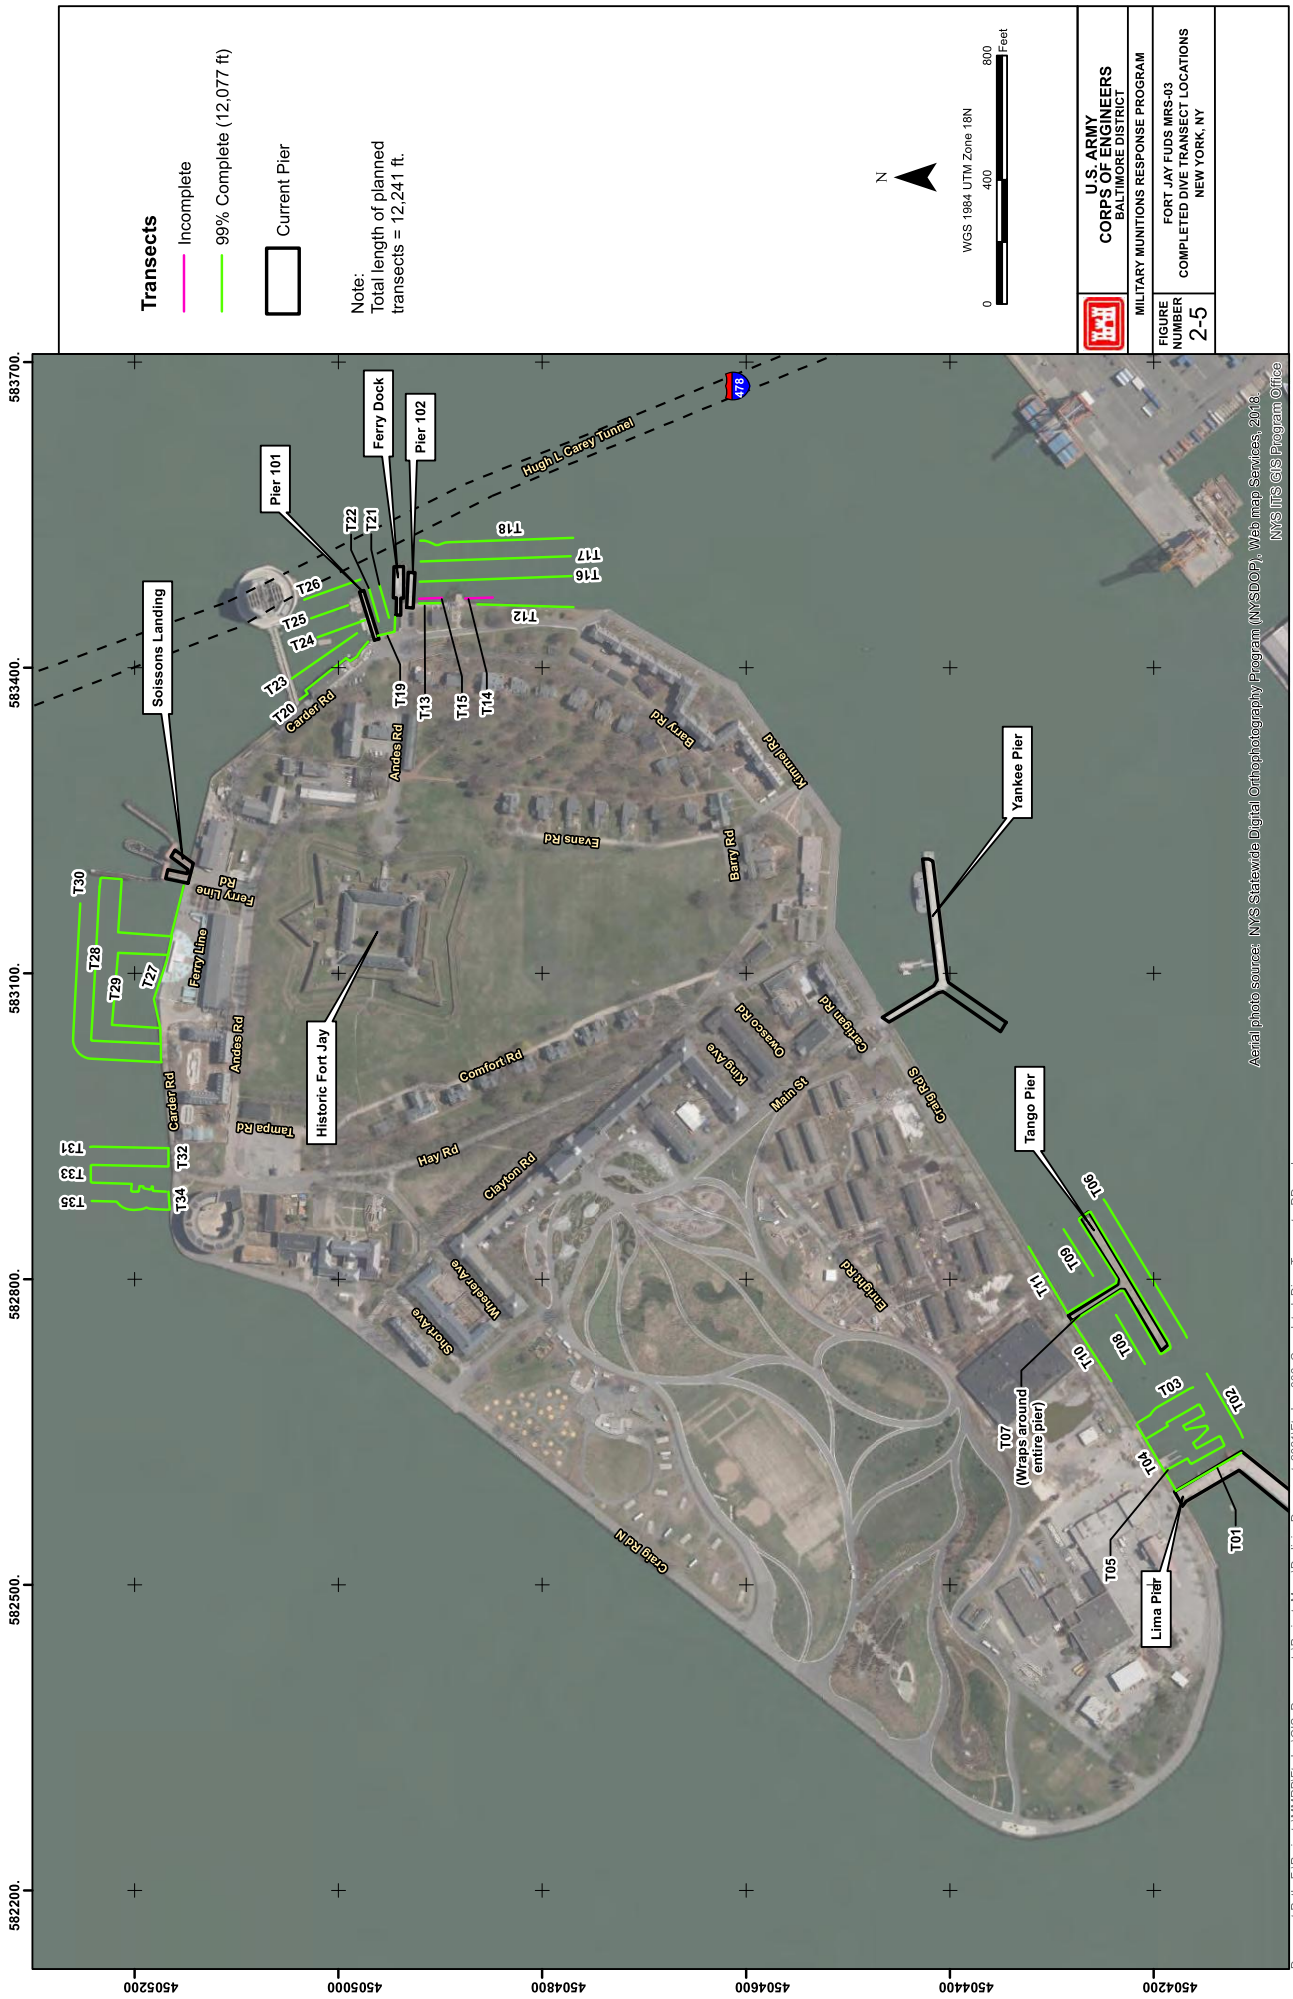 Transects
Incomplete
99% Complete (12,077 ft)
Current Pier
Note:
Total length of planned
transects = 12,241 ft.
N
WGS 1984 UTM Zone 18N
0
400
800
Feet
U.S. ARMY
CORPS OF ENGINEERS
BALTIMORE DISTRICT
MILITARY MUNITIONS RESPONSE PROGRAM
FIGURE
NUMBER
2-5
FORT JAY FUDS MRS-03
COMPLETED DIVE TRANSECT LOCATIONS
NEW YORK, NY
582200.
582500.
582800.
583100.
583400.
583700.
4505200
4505000
4504800
4504600
4504400
4504200
Soissons Landing
Pier 101
Ferry Dock
Pier 102
Hugh L Carey Tunnel
478
Historic Fort Jay
Yankee Pier
Tango Pier
Lima Pier
T07
(Wraps around
entire pier)
T01
T02
T03
T04
T05
T06
T08
T09
T10
T11
T12
T13
T14
T15
T16
T17
T18
T19
T20
T21
T22
T23
T24
T25
T26
T27
T28
T29
T30
T31
T32
T33
T34
T35
Carder Rd
Carder Rd
Andes Rd
Andes Rd
Ferry Line
Ferry Line
Rd
Tampa Rd
Hay Rd
Comfort Rd
Clayton Rd
Wheeler Ave
Short Ave
Evans Rd
Barry Rd
Barry Rd
Kimmel Rd
King Ave
Owasco Rd
Cartigan Rd
Main St
Craig Rd S
Enright Rd
Craig Rd N
Aerial photo source: NYS Statewide Digital Orthophotography Program (NYSDOP), Web map Services, 2018.
NYS ITS GIS Program Office